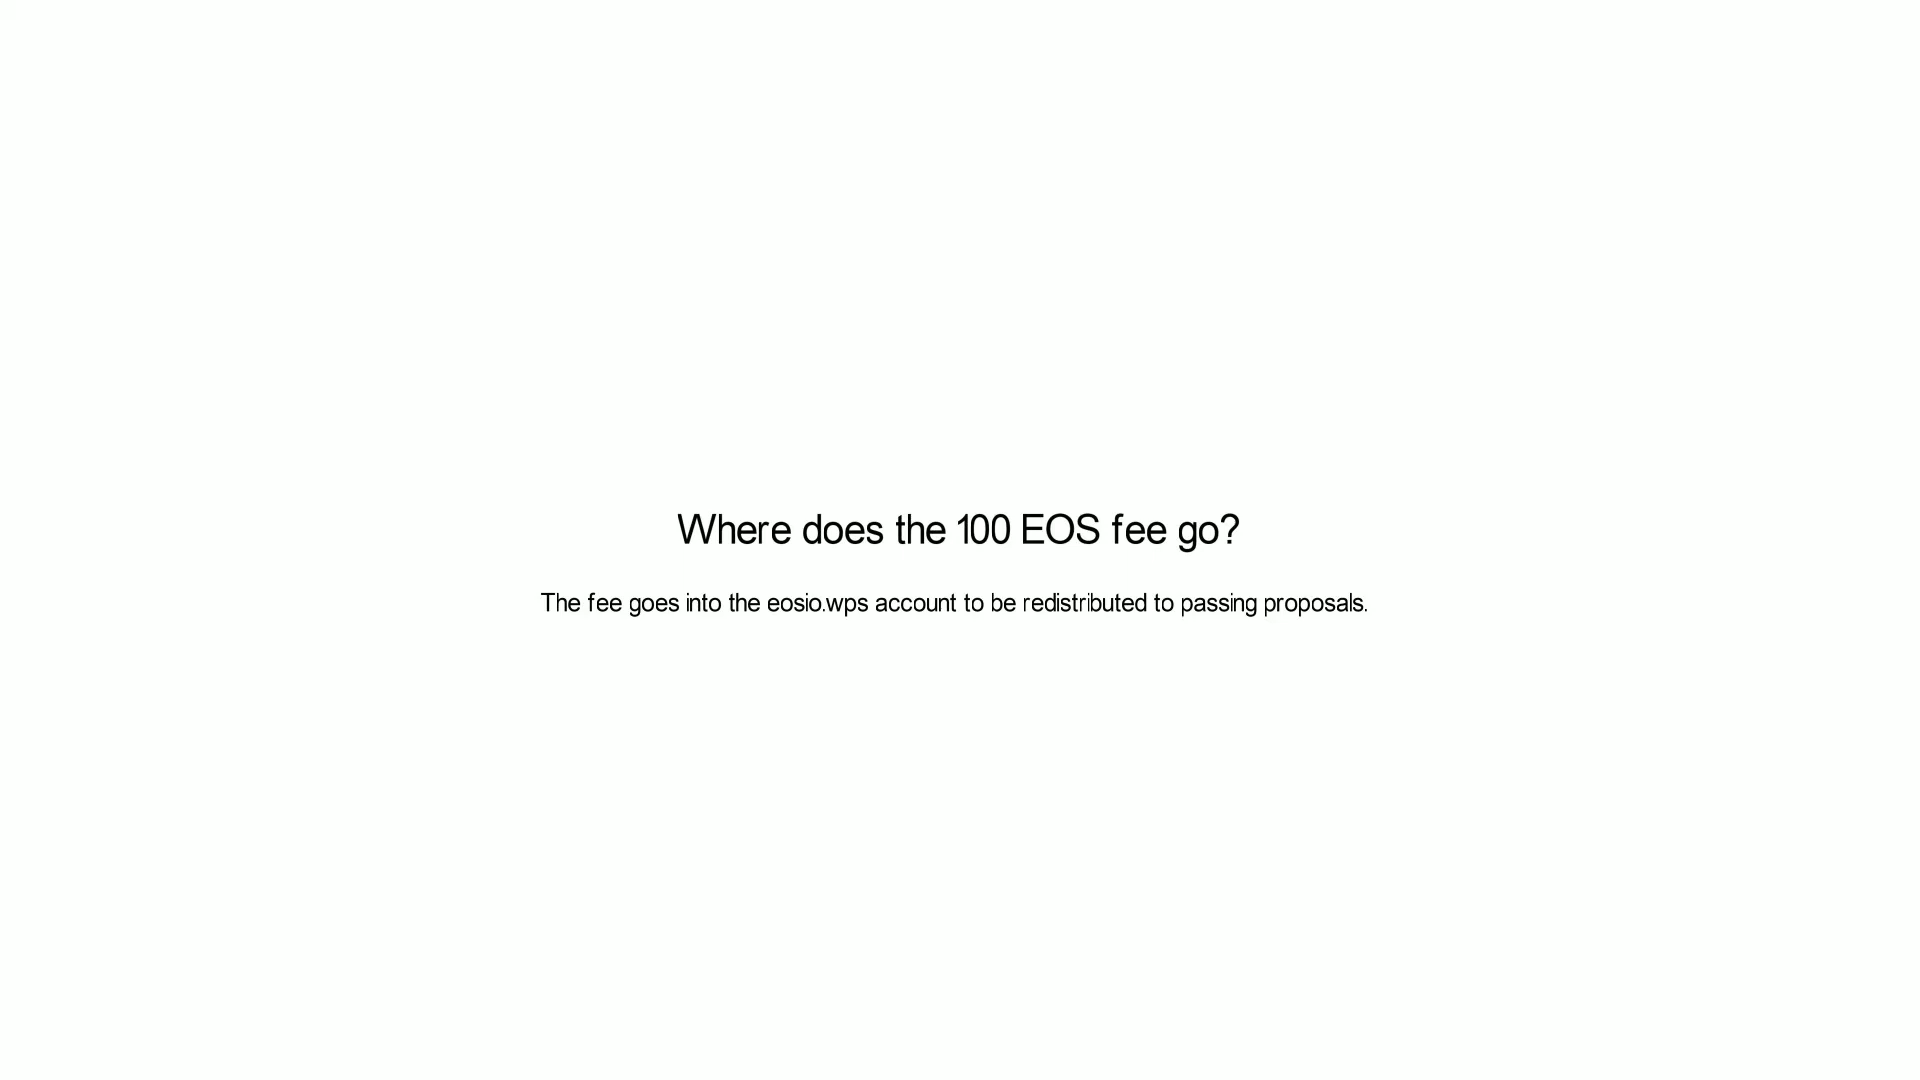 Where does the 100 EOS fee go?
The fee goes into the eosio.wps account to be redistributed to passing proposals.